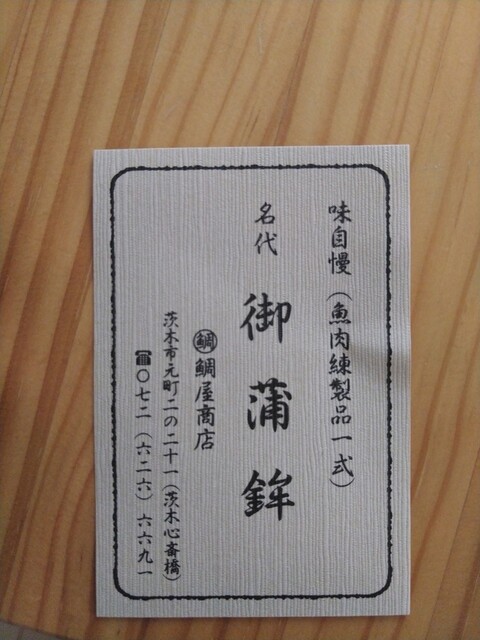 味自慢(魚肉練製品一式)
名代 御蒲鉾
鯛 鯛屋商店
茨木市元町二の二十一(茨木心斎橋)
☎〇七二(六二六)六六九一